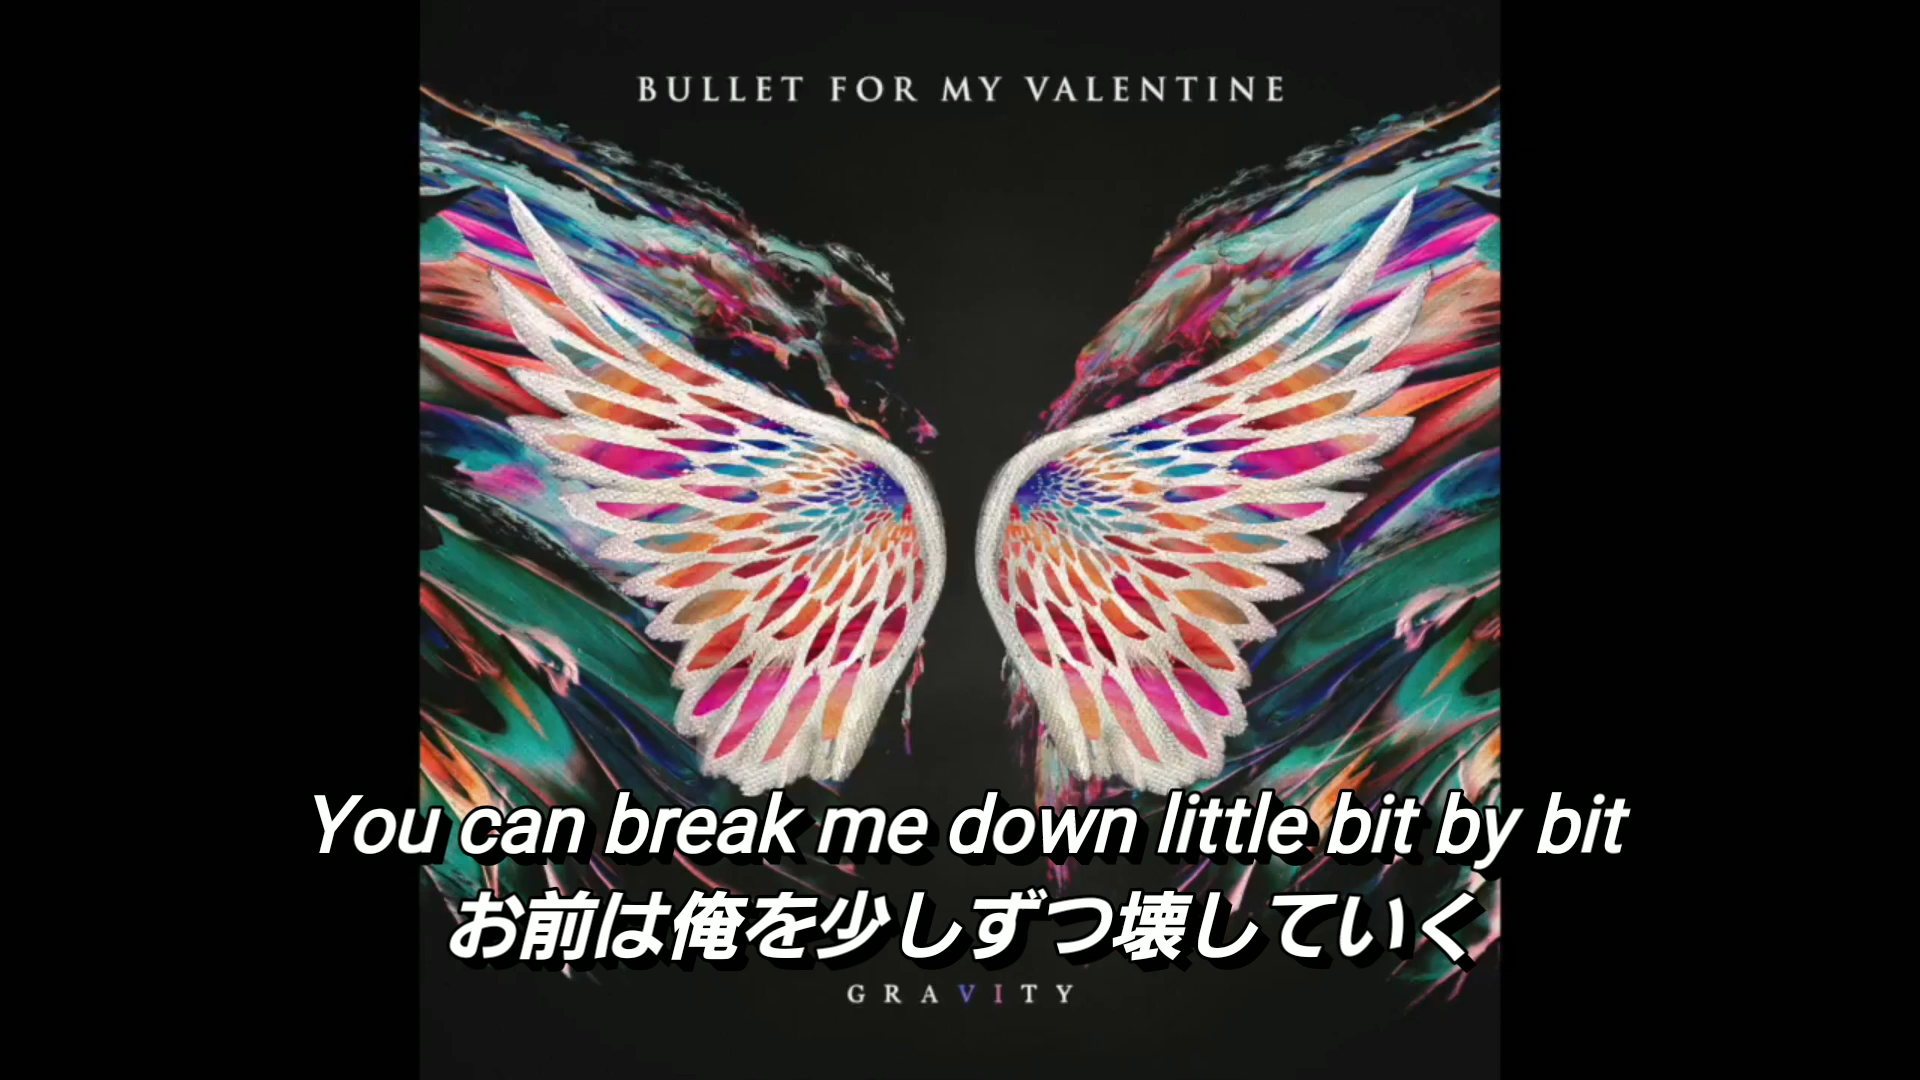 BULLET FOR MY VALENTINE
You can break me down little bit by bit
お前は俺を少しずつ壊していく
GRAVITY